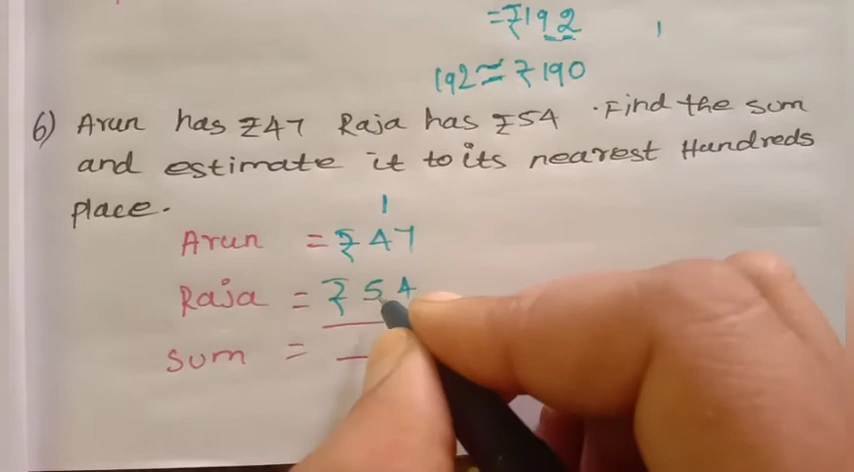 =₹192
192≈₹190
6) Arun has ₹47 Raja has ₹54 . Find the sum
and estimate it to its nearest Hundreds
place.
1
Arun = ₹47
Raja = ₹54
Sum =